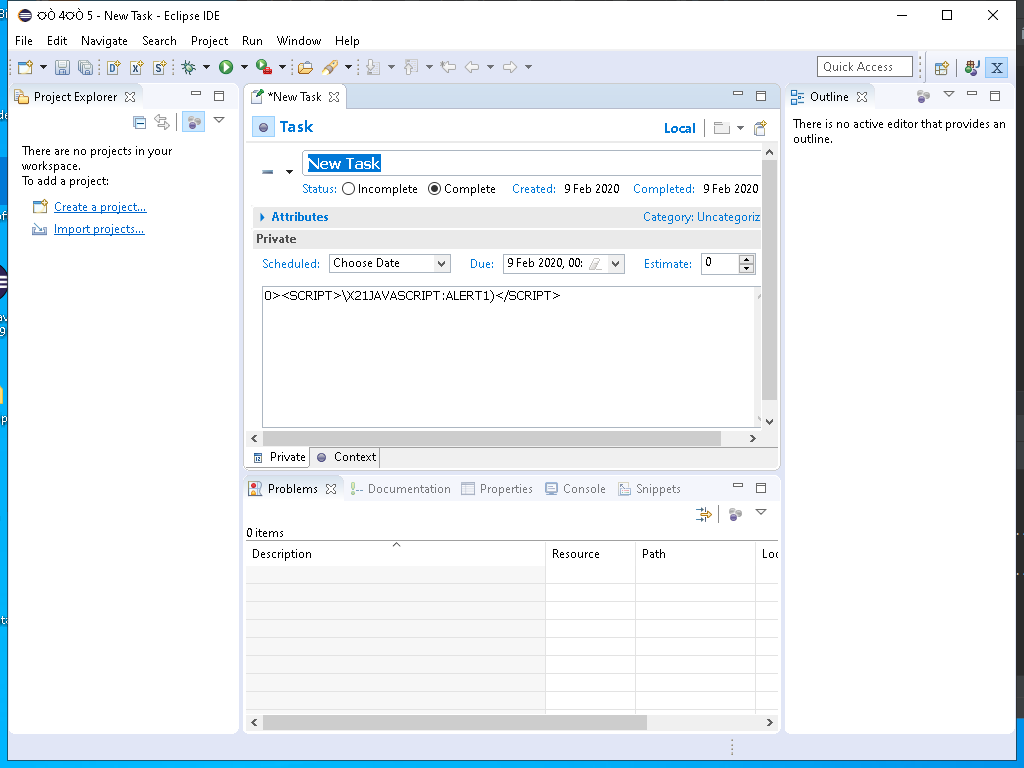 ꙱Ò 4꙱Ò 5 - New Task - Eclipse IDE
File Edit Navigate Search Project Run Window Help
Quick Access
Project Explorer
There are no projects in your
workspace.
To add a project:
Create a project...
Import projects...
*New Task
Task
Local
New Task
Status: Incomplete Complete Created: 9 Feb 2020 Completed: 9 Feb 2020
Attributes
Category: Uncategoriz
Private
Scheduled: Choose Date Due: 9 Feb 2020, 00: Estimate: 0
0><SCRIPT>\X21JAVASCRIPT:ALERT1)</SCRIPT>
Private Context
Problems Documentation Properties Console Snippets
0 items
Description Resource Path Loc
Outline
There is no active editor that provides an
outline.